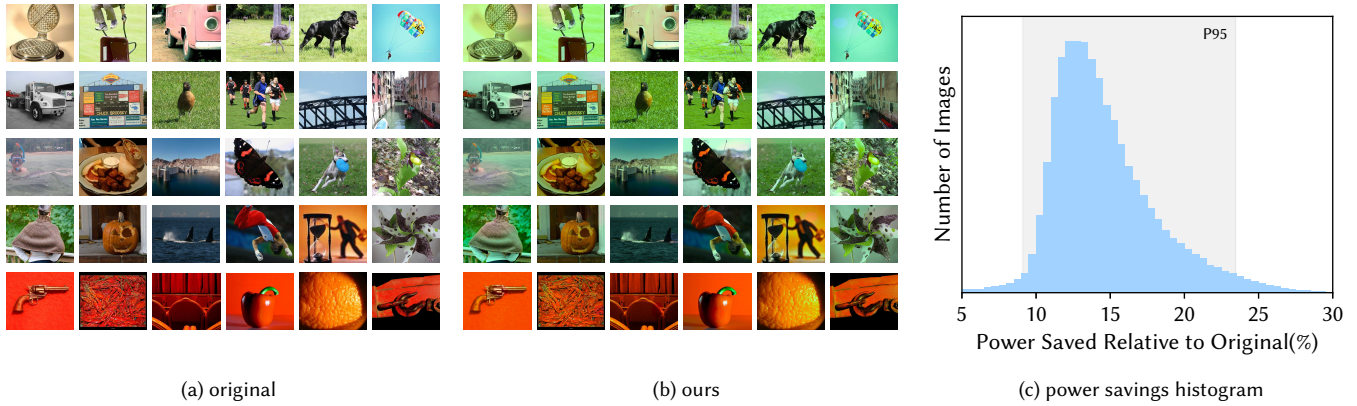 P95
Number of Images
5 10 15 20 25 30
Power Saved Relative to Original(%)
(a) original
(b) ours
(c) power savings histogram